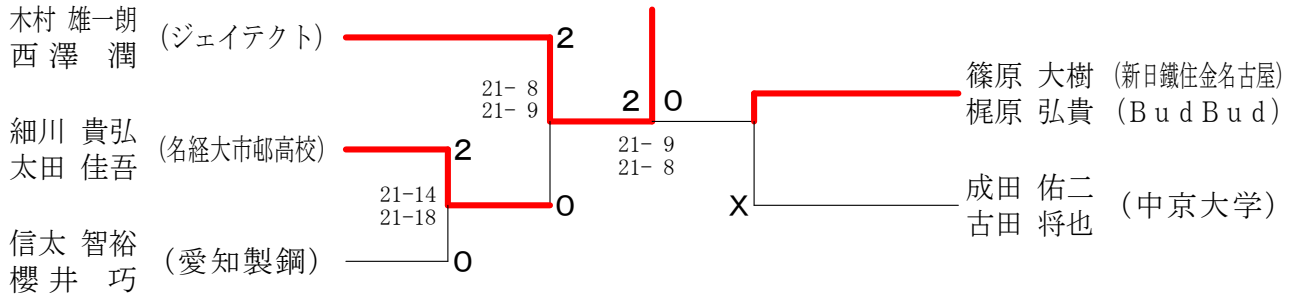 木村 雄一朗
西澤 潤
(ジェイテクト)
2
21- 8
21- 9
細川 貴弘
太田 佳吾
(名経大市邨高校)
2
21-14
21-18
0
信太 智裕
櫻井 巧
(愛知製鋼)
0
2 0
21- 9
21- 8
篠原 大樹 (新日鐵住金名古屋)
梶原 弘貴 (BudBud)
X
成田 佑二
古田 将也
(中京大学)